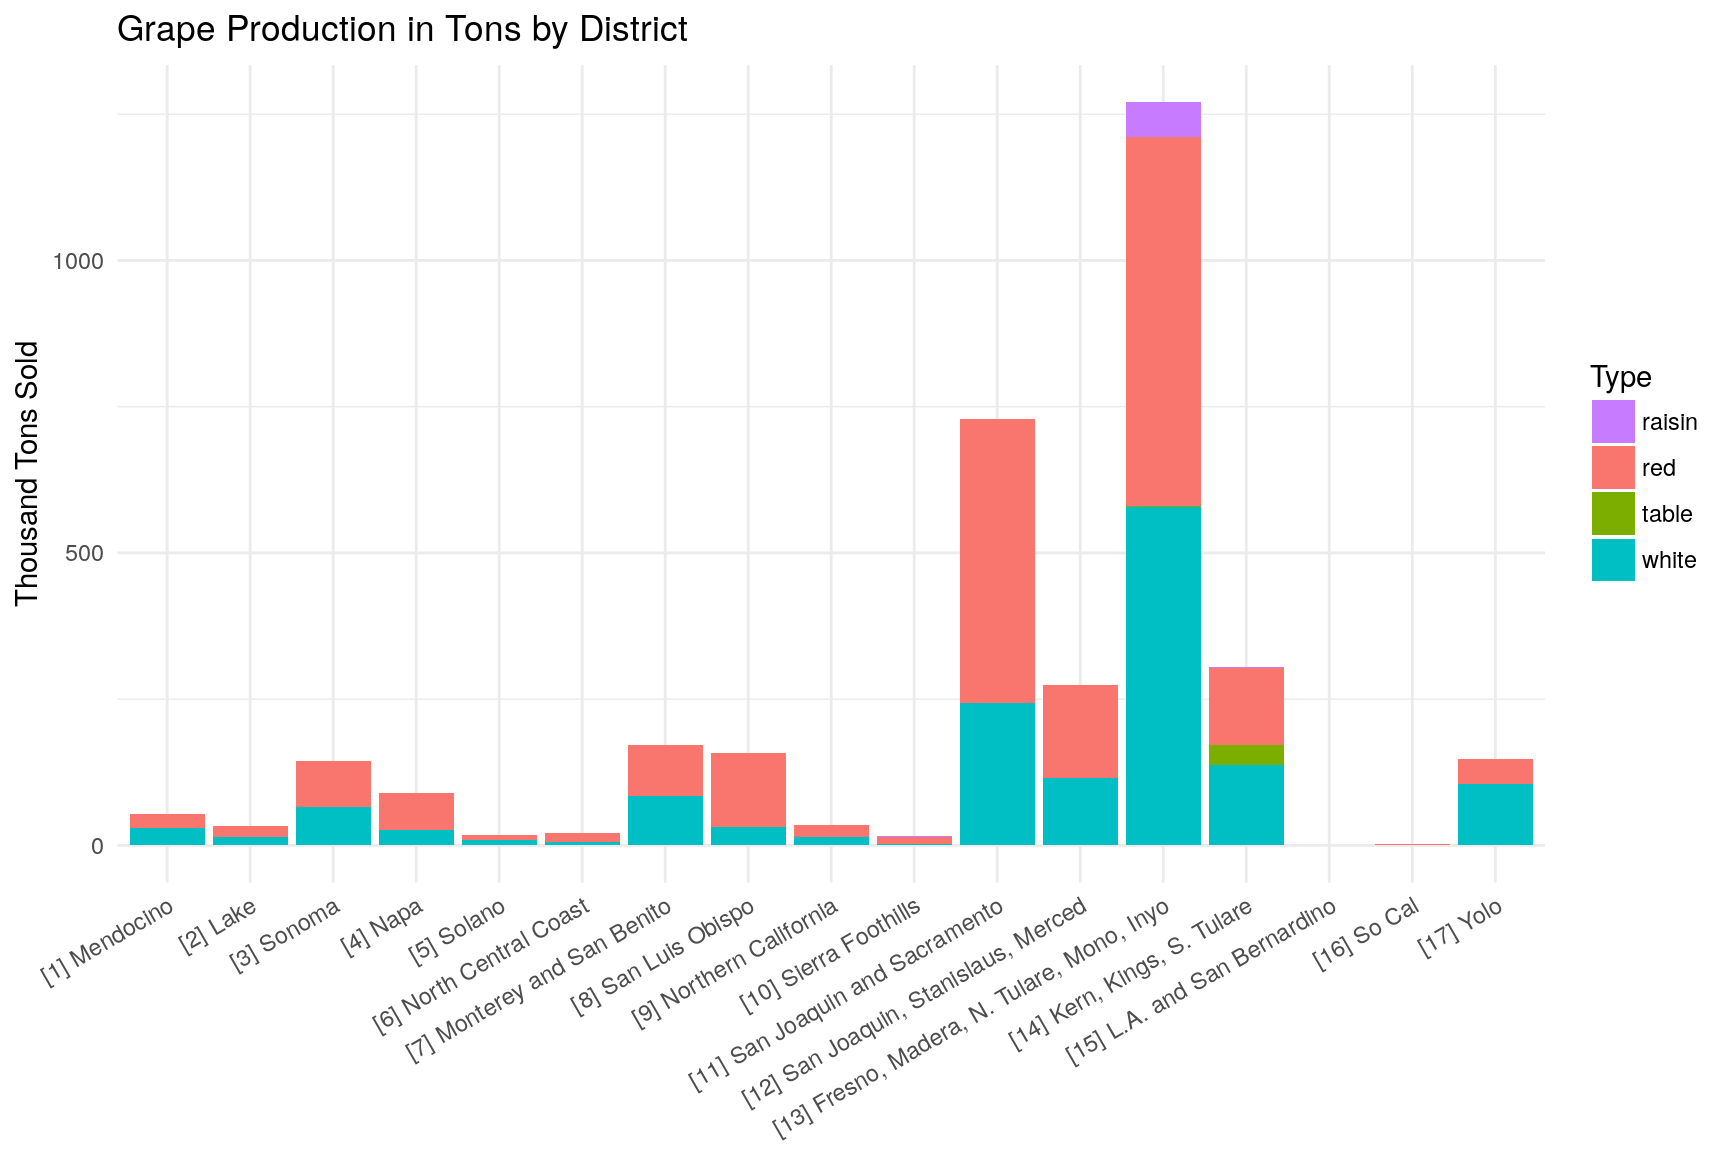 Grape Production in Tons by District
Thousand Tons Sold
1000
500
0
[1] Mendocino
[2] Lake
[3] Sonoma
[4] Napa
[5] Solano
[6] North Central Coast
[7] Monterey and San Benito
[8] San Luis Obispo
[9] Northern California
[10] Sierra Foothills
[11] San Joaquin and Sacramento
[12] San Joaquin, Stanislaus, Merced
[13] Fresno, Madera, N. Tulare, Mono, Inyo
[14] Kern, Kings, S. Tulare
[15] L.A. and San Bernardino
[16] So Cal
[17] Yolo
Type
raisin
red
table
white